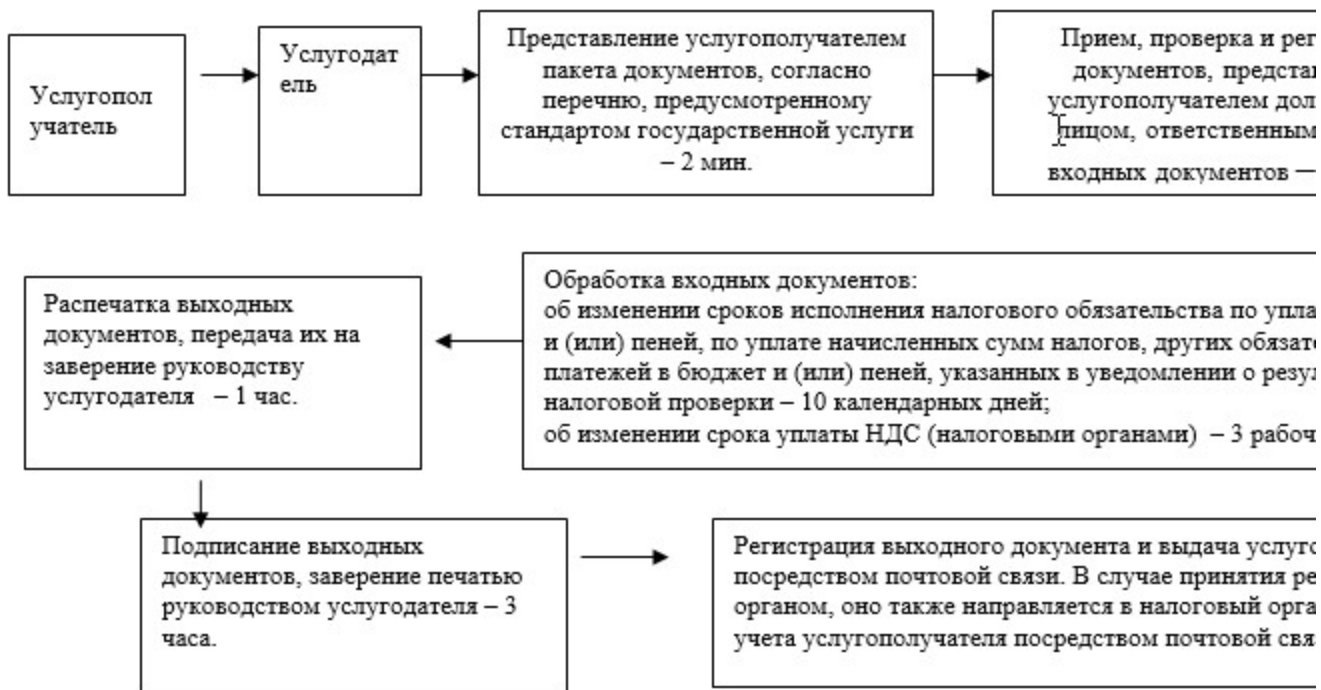 Услугопол
учатель
Услугодат
ель
Представление услугополучателем
пакета документов, согласно
перечню, предусмотренному
стандартом государственной услуги
– 2 мин.
Прием, проверка и рег
документов, предста
услугополучателем дол
лицом, ответственным
входных документов —
Обработка входных документов:
об изменении сроков исполнения налогового обязательства по упла
и (или) пеней, по уплате начисленных сумм налогов, других обязат
платежей в бюджет и (или) пеней, указанных в уведомлении о резул
налоговой проверки – 10 календарных дней;
об изменении срока уплаты НДС (налоговыми органами) – 3 рабоч
Распечатка выходных
документов, передача их на
заверение руководству
услугодателя – 1 час.
Подписание выходных
документов, заверение печатью
руководством услугодателя – 3
часа.
Регистрация выходного документа и выдача услуго
посредством почтовой связи. В случае принятия ре
органом, оно также направляется в налоговый орга
учета услугополучателя посредством почтовой свя